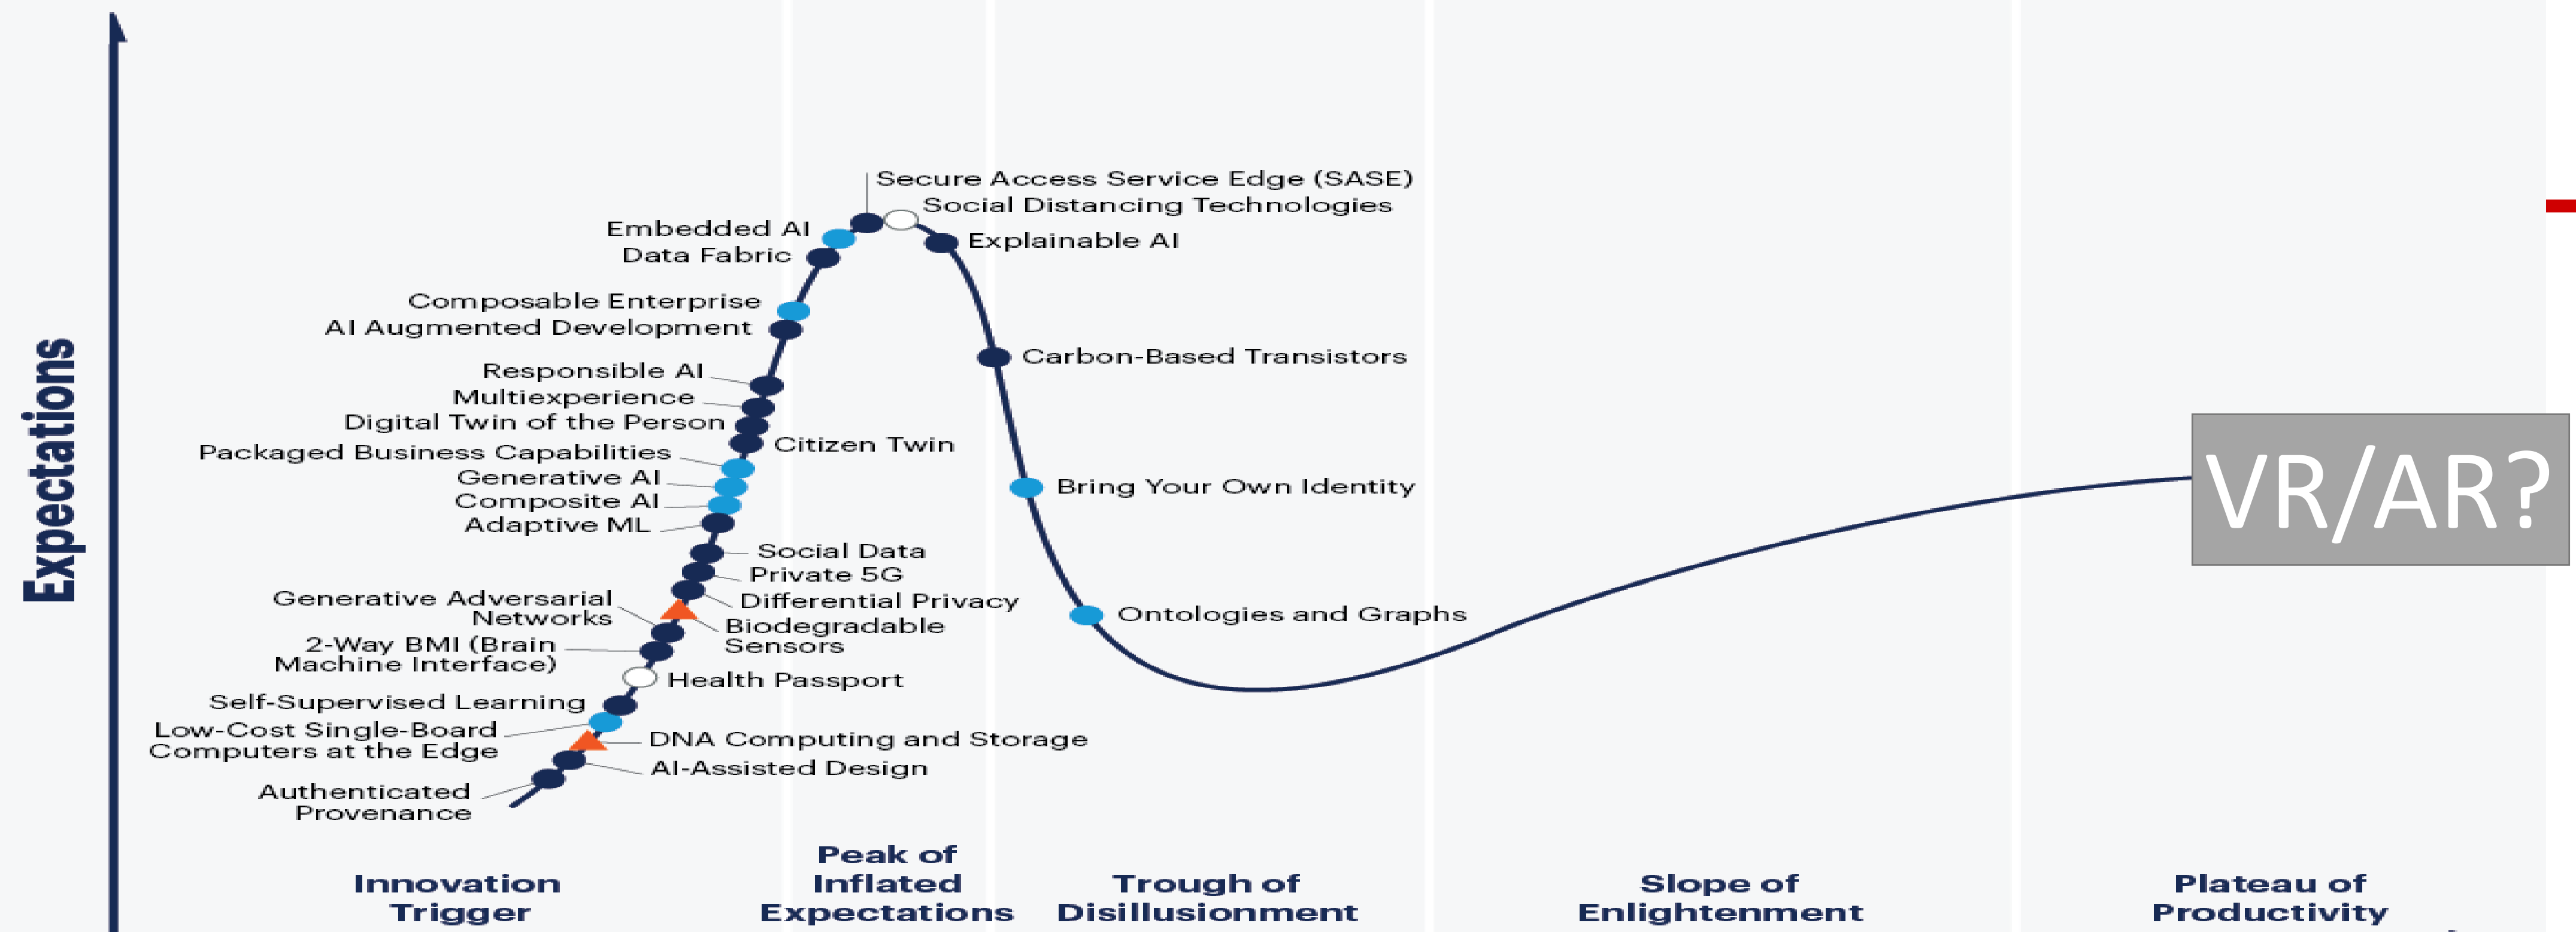 Expectations
Secure Access Service Edge (SASE)
Social Distancing Technologies
Embedded AI
Explainable AI
Data Fabric
Composable Enterprise
AI Augmented Development
Carbon-Based Transistors
Responsible AI
Multiexperience
Digital Twin of the Person
Citizen Twin
Packaged Business Capabilities
Generative AI
Bring Your Own Identity
VR/AR?
Composite AI
Adaptive ML
Social Data
Private 5G
Generative Adversarial
Networks
Differential Privacy
Ontologies and Graphs
Biodegradable
Sensors
2-Way BMI (Brain
Machine Interface)
Health Passport
Self-Supervised Learning
Low-Cost Single-Board
Computers at the Edge
DNA Computing and Storage
AI-Assisted Design
Authenticated
Provenance
Innovation
Trigger
Peak of
Inflated
Expectations
Trough of
Disillusionment
Slope of
Enlightenment
Plateau of
Productivity